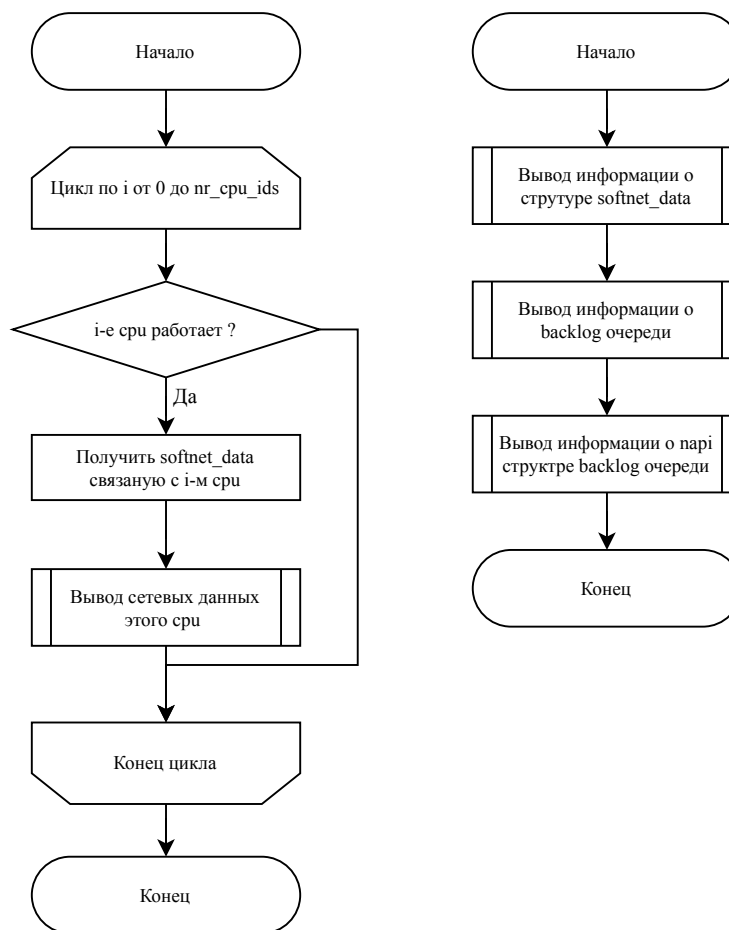 Начало
Цикл по i от 0 до nr_cpu_ids
i-е cpu работает ?
Да
Получить softnet_data
связаную с i-м cpu
Вывод сетевых данных
этого cpu
Конец цикла
Конец
Начало
Вывод информации о
струтуре softnet_data
Вывод информации о
backlog очереди
Вывод информации о napi
структре backlog очереди
Конец